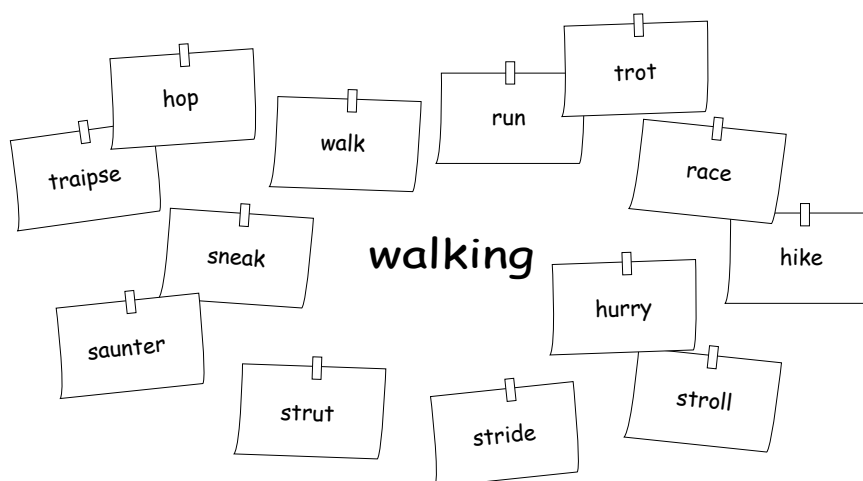 hop
trot
run
walk
race
traipse
sneak
walking
hike
hurry
saunter
strut
stroll
stride